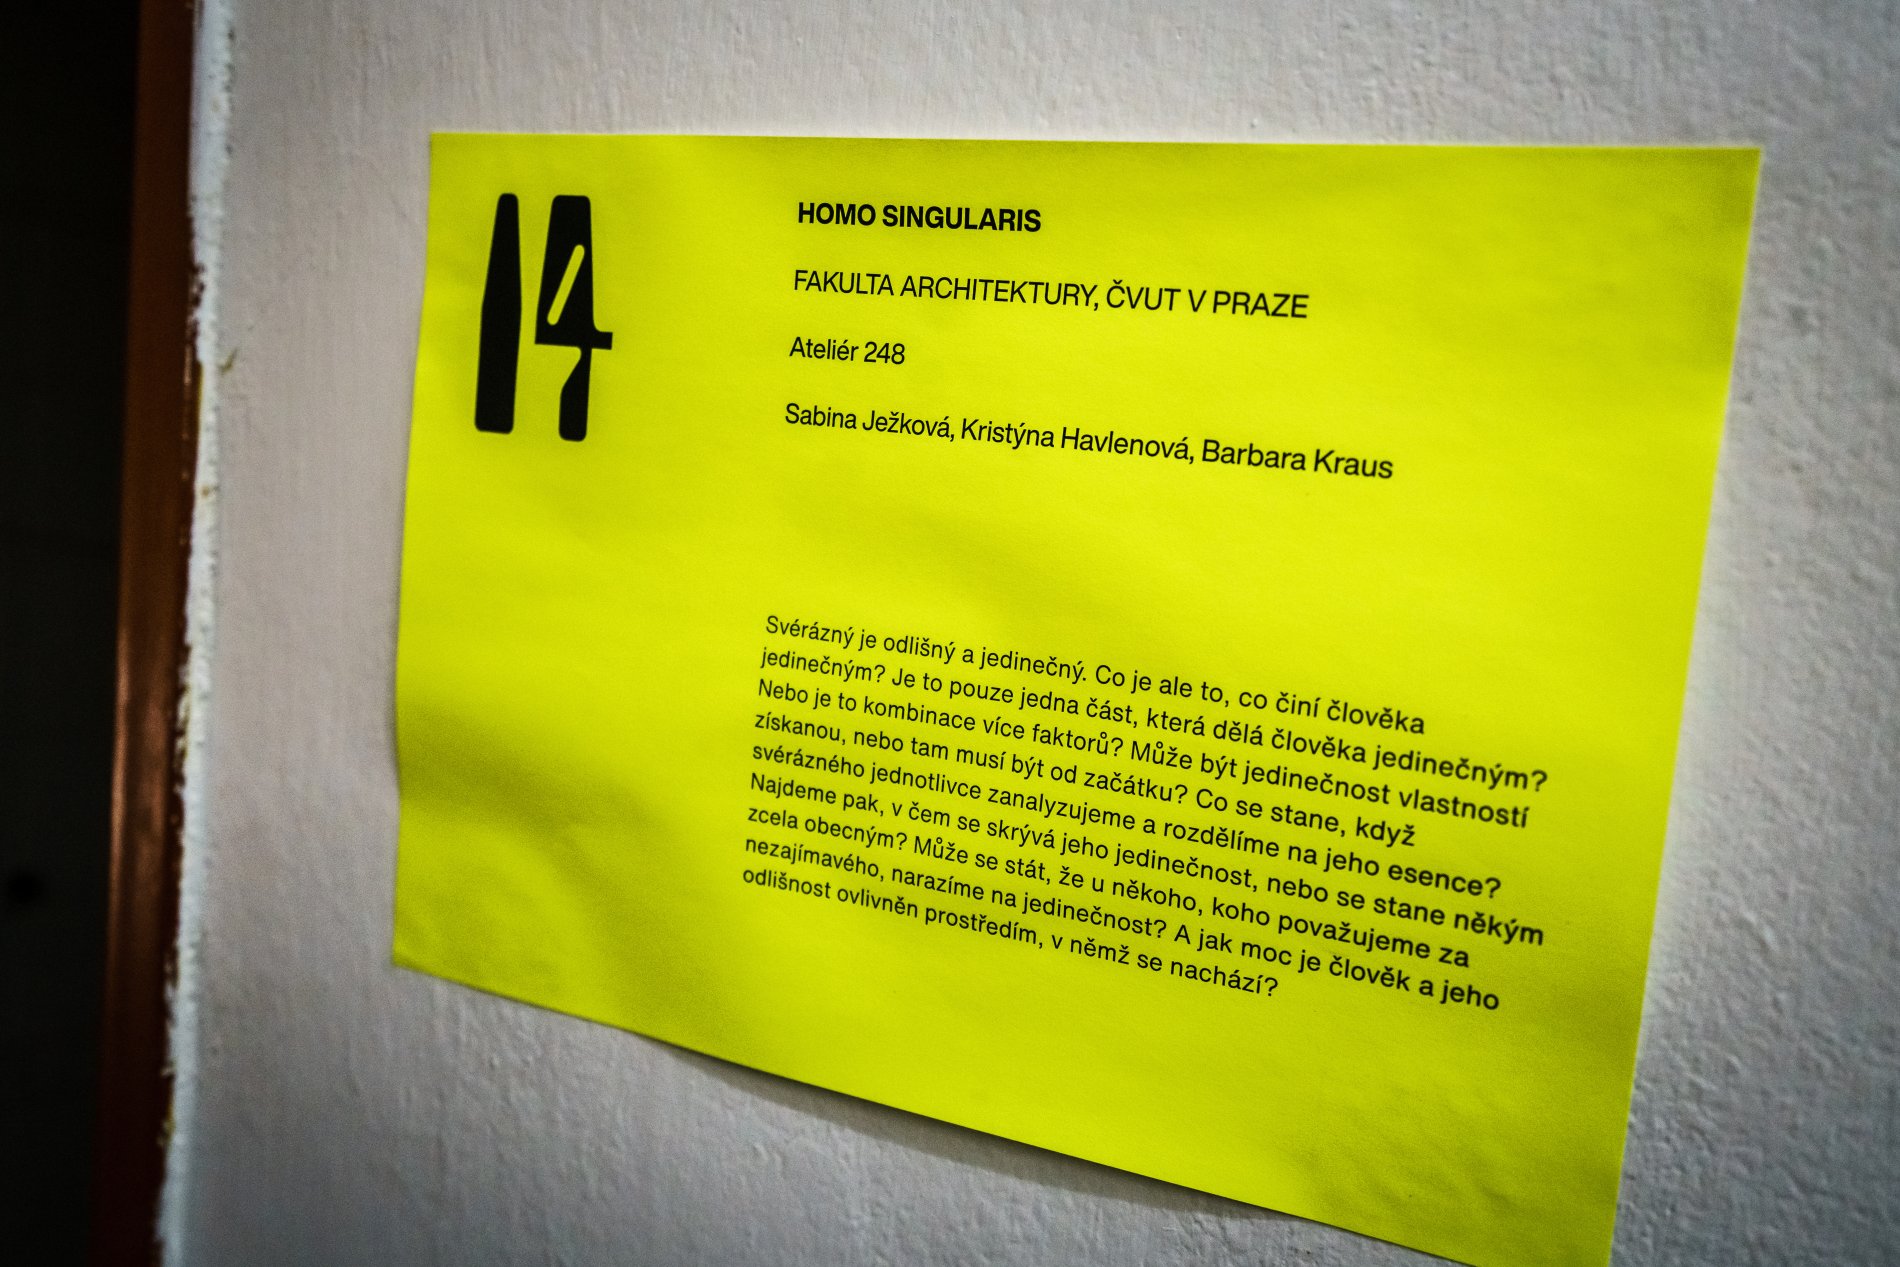 14
HOMO SINGULARIS
FAKULTA ARCHITEKTURY, ČVUT V PRAZE
Ateliér 248
Sabina Ježková, Kristýna Havlenová, Barbara Kraus
Svérázný je odlišný a jedinečný. Co je ale to, co činí člověka
jedinečným? Je to pouze jedna část, která dělá člověka jedinečným?
Nebo je to kombinace více faktorů? Může být jedinečnost vlastností
získanou, nebo tam musí být od začátku? Co se stane, když
svérázného jednotlivce zanalyzujeme a rozdělíme na jeho esence?
Najdeme pak, v čem se skrývá jeho jedinečnost, nebo se stane někým
zcela obecným? Může se stát, že u někoho, koho považujeme za
nezajímavého, narazíme na jedinečnost? A jak moc je člověk a jeho
odlišnost ovlivněn prostředím, v němž se nachází?